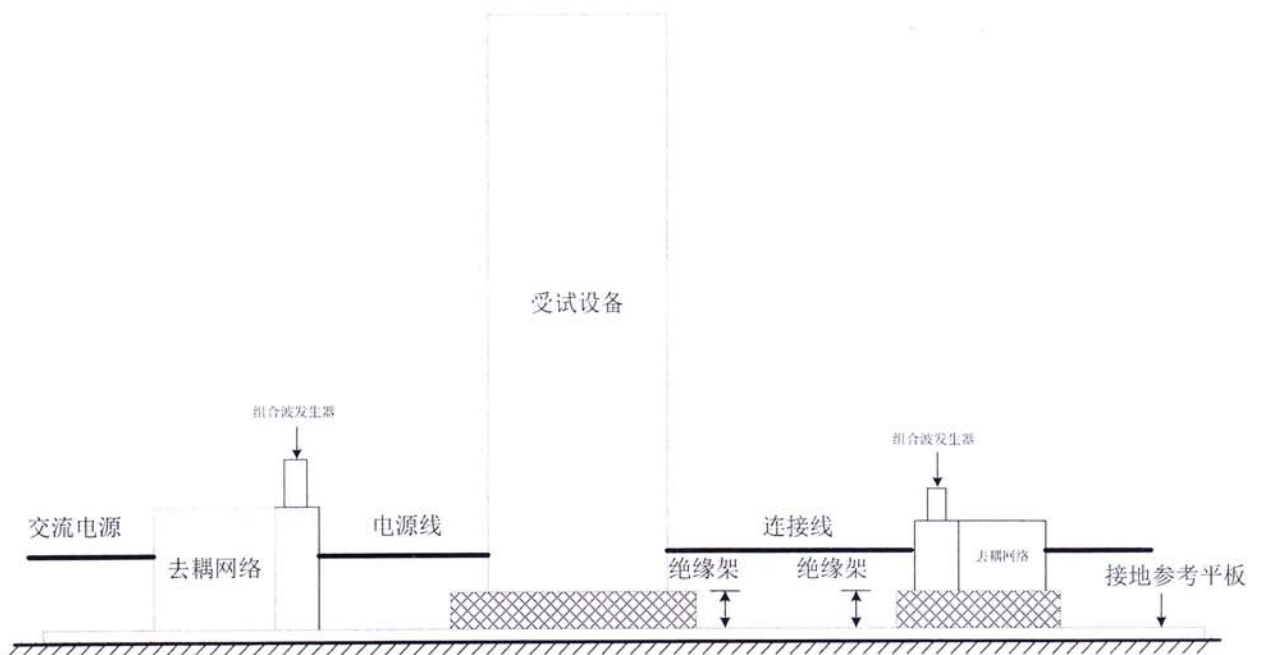 受试设备
组合波发生器
组合波发生器
交流电源
电源线
连接线
去耦网络
去耦网络
绝缘架
绝缘架
接地参考平板